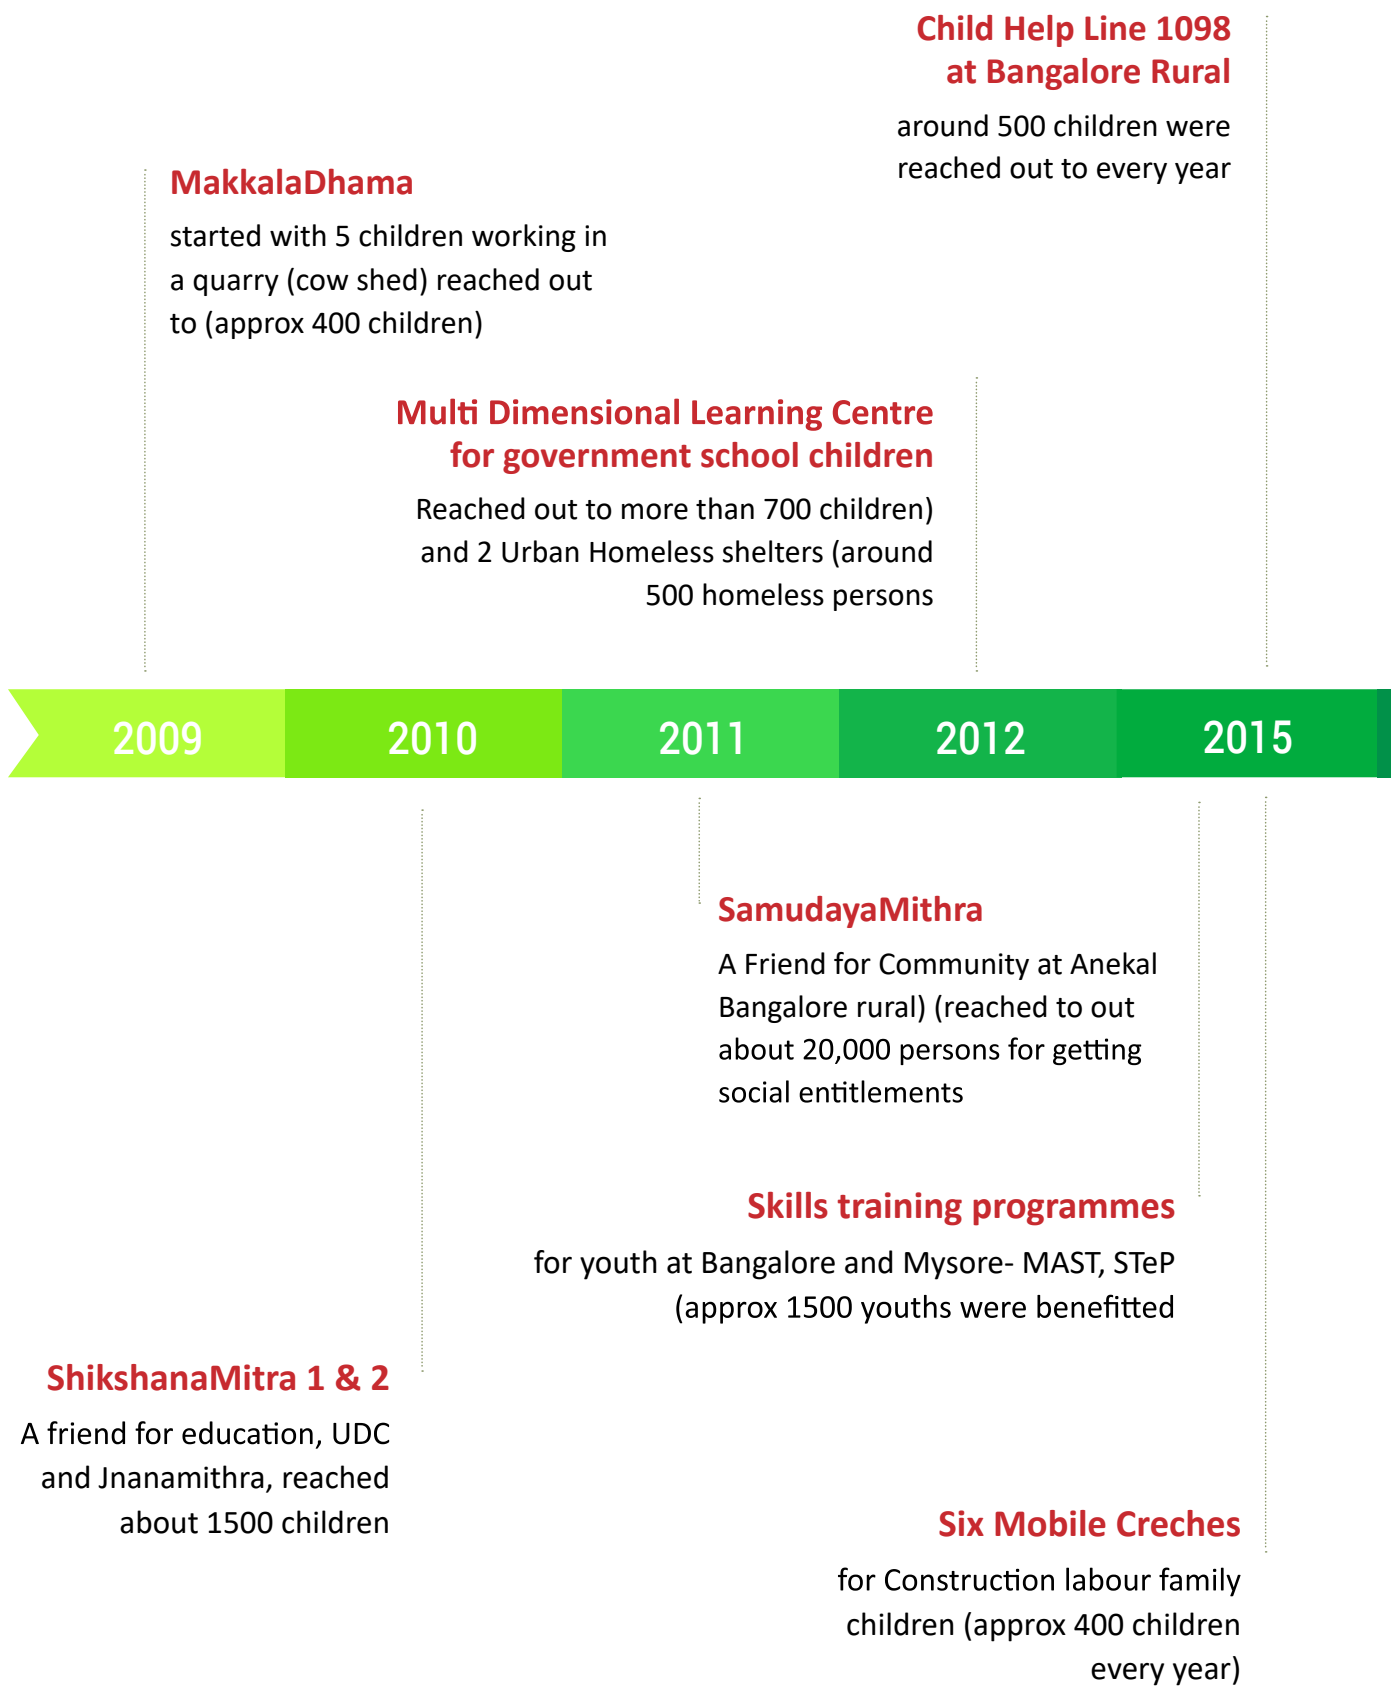 Child Help Line 1098
at Bangalore Rural
around 500 children were
reached out to every year
MakkalaDhama
started with 5 children working in
a quarry (cow shed) reached out
to (approx 400 children)
Multi Dimensional Learning Centre
for government school children
Reached out to more than 700 children)
and 2 Urban Homeless shelters (around
500 homeless persons
2009 2010 2011 2012 2015
SamudayaMithra
A Friend for Community at Anekal
Bangalore rural) (reached to out
about 20,000 persons for getting
social entitlements
Skills training programmes
for youth at Bangalore and Mysore- MAST, STeP
(approx 1500 youths were benefitted
ShikshanaMitra 1 & 2
A friend for education, UDC
and Jnanamithra, reached
about 1500 children
Six Mobile Creches
for Construction labour family
children (approx 400 children
every year)